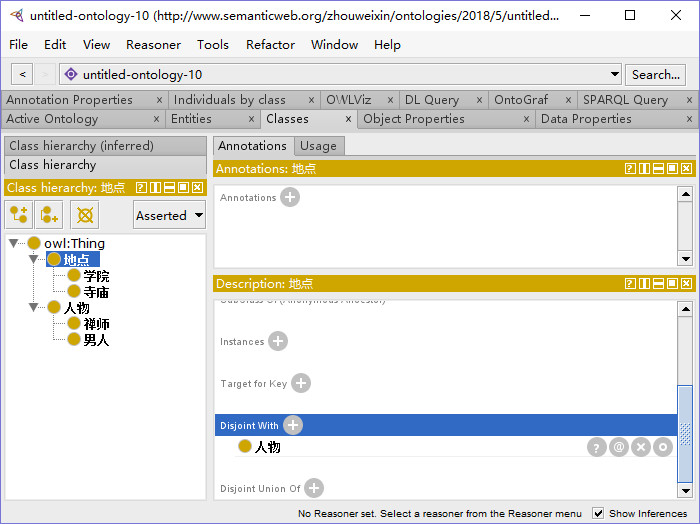 untitled-ontology-10 (http://www.semanticweb.org/zhouweixin/ontologies/2018/5/untitled...
File Edit View Reasoner Tools Refactor Window Help
< > untitled-ontology-10 Search...
Annotation Properties × Individuals by class × OWLViz × DL Query × OntoGraf × SPARQL Query ×
Active Ontology × Entities × Classes × Object Properties × Data Properties ×
Class hierarchy (inferred)
Class hierarchy
Class hierarchy: 地点
Asserted
owl:Thing
地点
学院
寺庙
人物
禅师
男人
Annotations Usage
Annotations: 地点
Annotations
Description: 地点
SubClass Of (Anonymous Ancestor)
Instances
Target for Key
Disjoint With
人物
Disjoint Union Of
No Reasoner set. Select a reasoner from the Reasoner menu Show Inferences